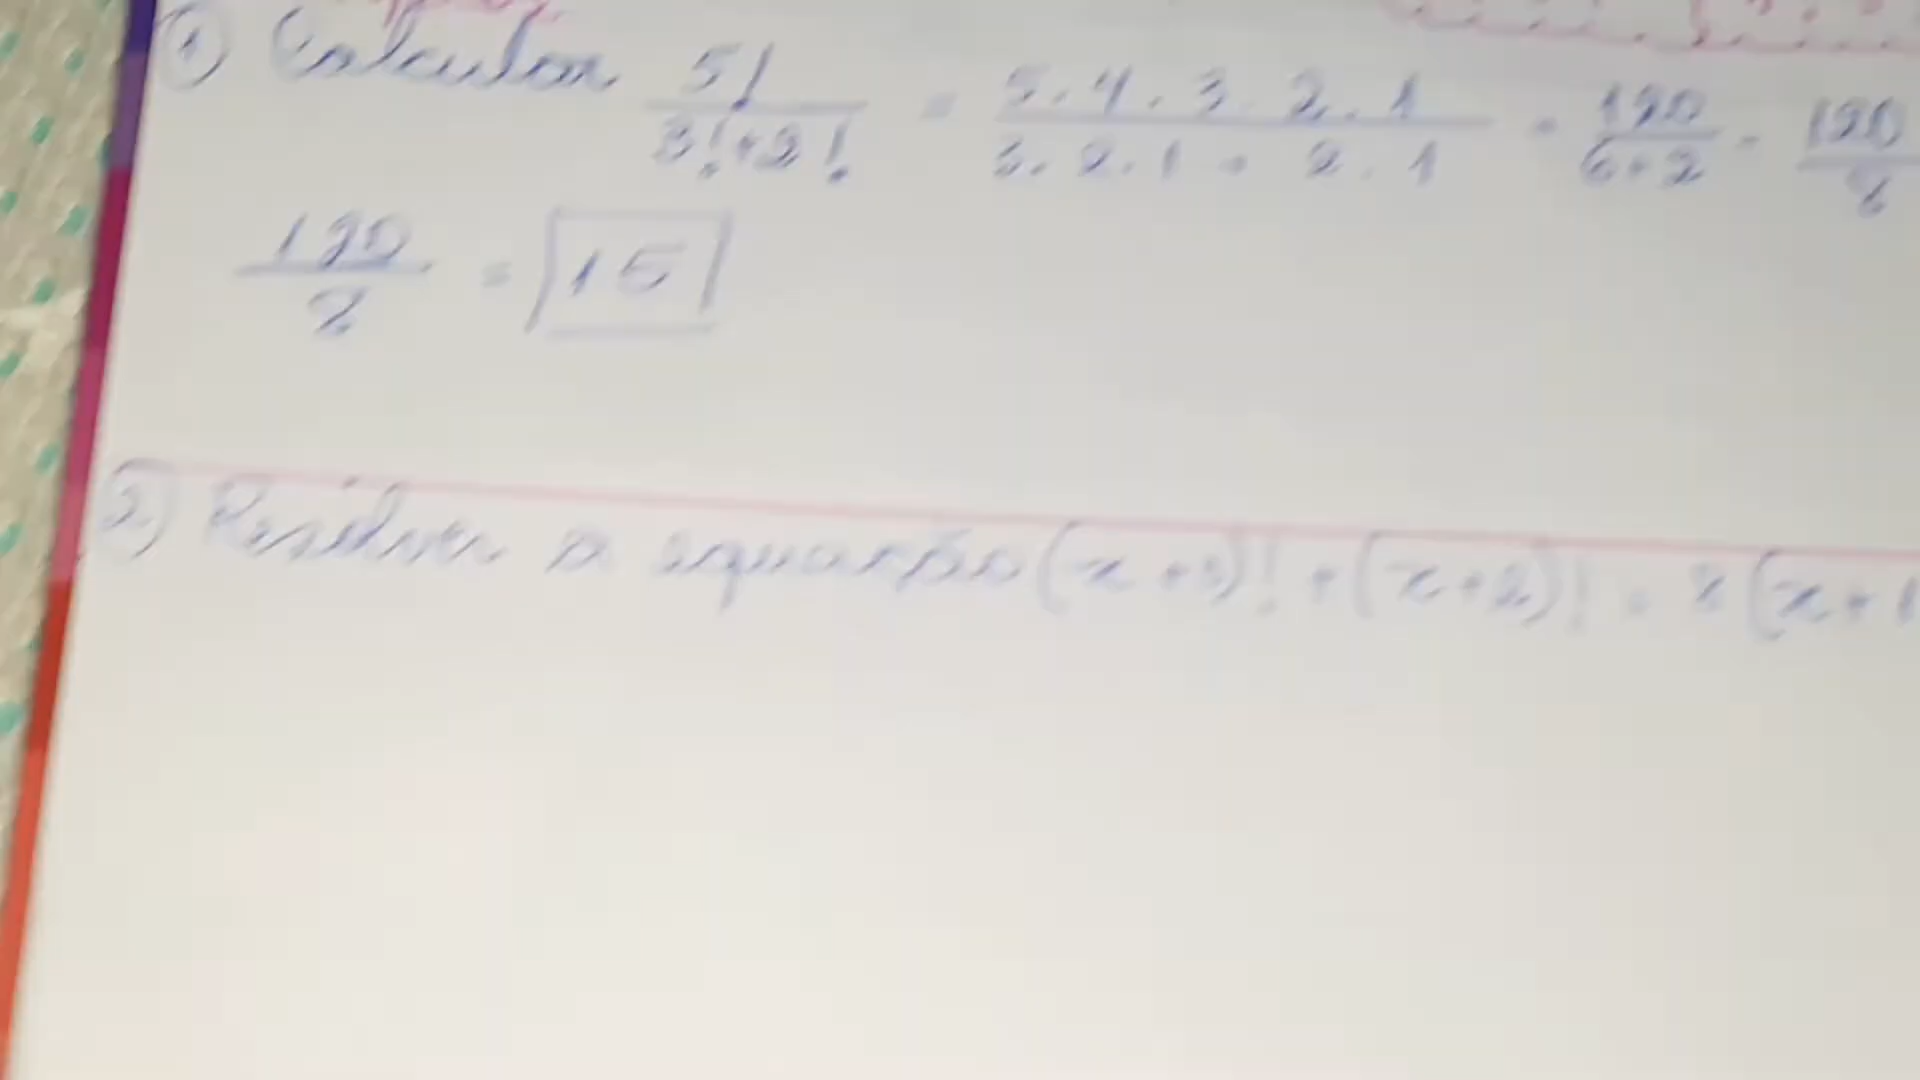 ① Calcular 5!/(3!+2!) = 5.4.3.2.1/(3.2.1 + 2.1) = 120/(6+2) = 120/8
120/8 = 15
② Resolver a equação (x+3)! + (x+2)! = 8(x+1